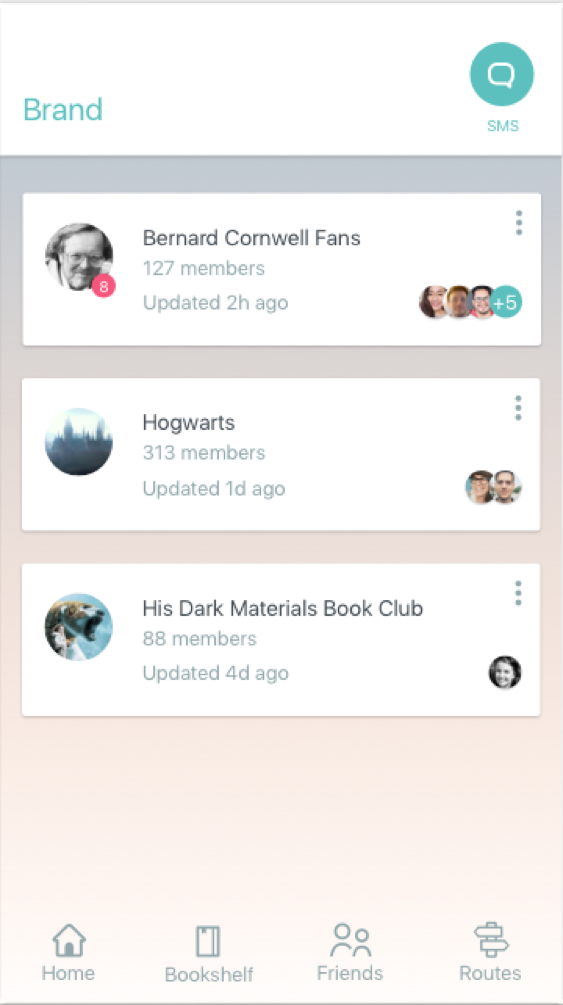 Brand
SMS
Bernard Cornwell Fans
127 members
8
Updated 2h ago
+5
Hogwarts
313 members
Updated 1d ago
His Dark Materials Book Club
88 members
Updated 4d ago
Home
Bookshelf
Friends
Routes